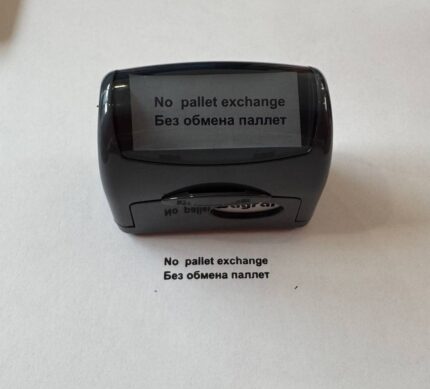 No pallet exchange
Без обмена паллет
No pallet exchange
Без обмена паллет